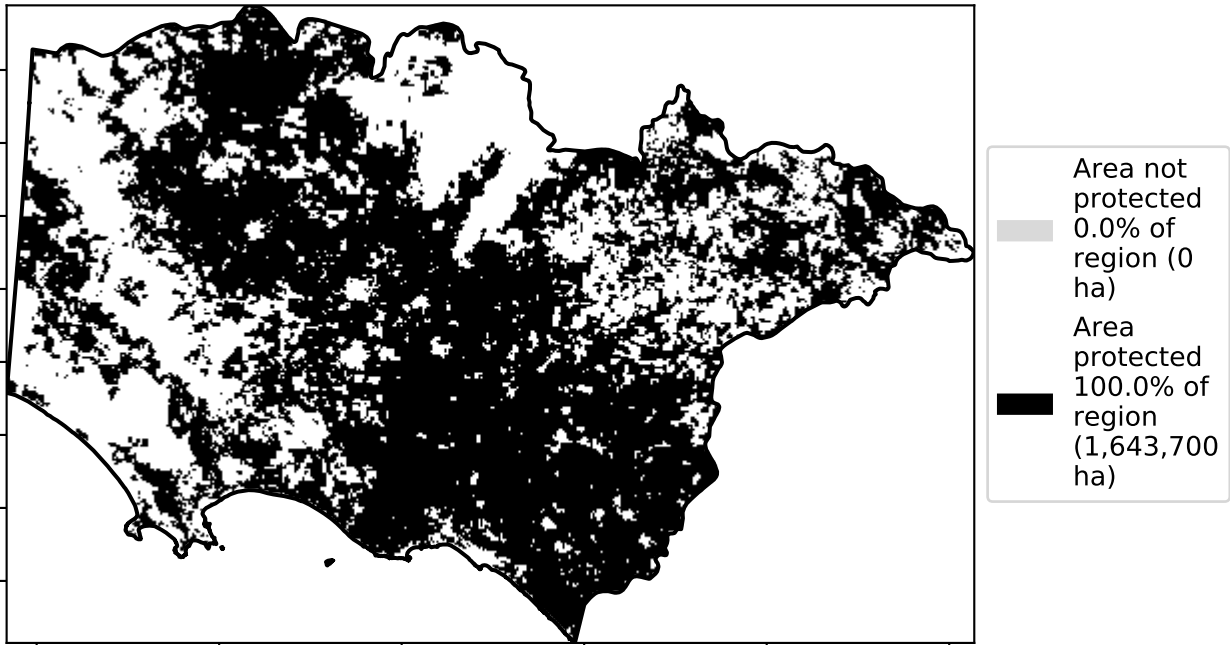 Area not
protected
0.0% of
region (0
ha)
Area
protected
100.0% of
region
(1,643,700
ha)